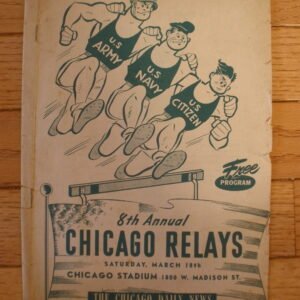 U.S.
ARMY
U.S.
NAVY
U.S.
CITIZEN
Free
PROGRAM
8th Annual
CHICAGO RELAYS
SATURDAY, MARCH 18th
CHICAGO STADIUM 1800 W. MADISON ST.
THE CHICAGO DAILY NEWS